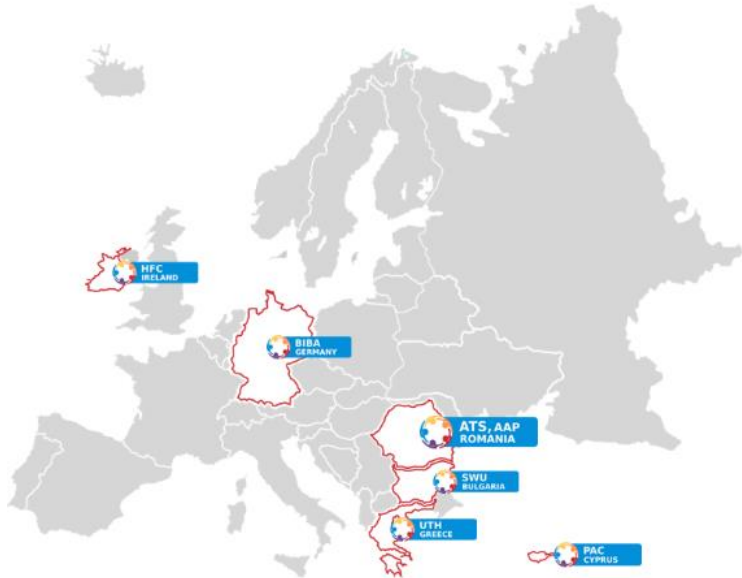 HFC
IRELAND
BIBA
GERMANY
ATS, AAP
ROMANIA
SWU
BULGARIA
UTH
GREECE
PAC
CYPRUS